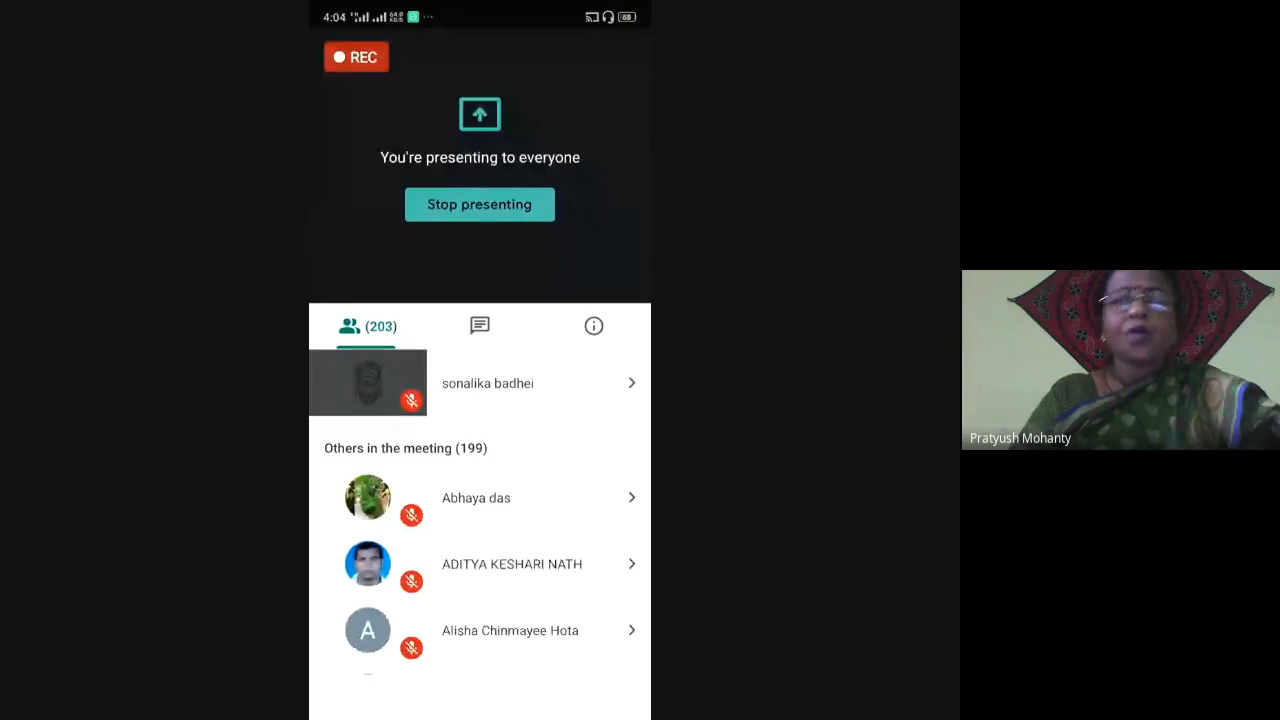 4:04
68
REC
You're presenting to everyone
Stop presenting
(203)
sonalika badhei
Others in the meeting (199)
Abhaya das
ADITYA KESHARI NATH
A
Alisha Chinmayee Hota
Pratyush Mohanty